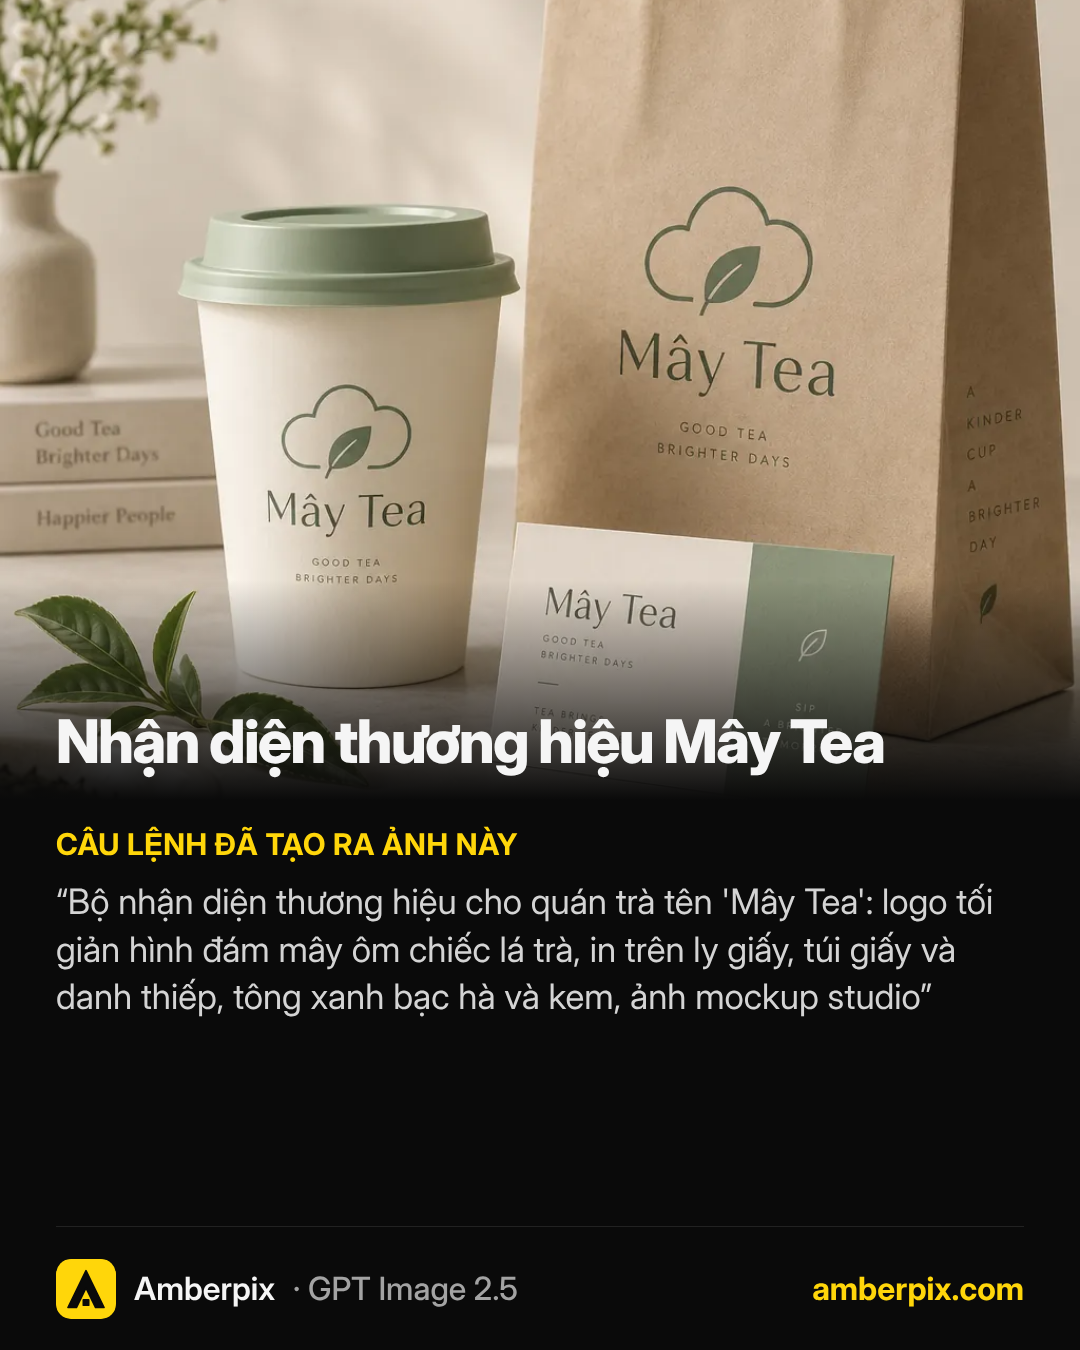 Mây Tea
GOOD TEA
BRIGHTER DAYS
A
KINDER
CUP
A
BRIGHTER
DAY
Good Tea
Brighter Days
Happier People
Mây Tea
GOOD TEA
BRIGHTER DAYS
Mây Tea
GOOD TEA
BRIGHTER DAYS
TEA BRING
SIP
A
Nhận diện thương hiệu Mây Tea
CÂU LỆNH ĐÃ TẠO RA ẢNH NÀY
“Bộ nhận diện thương hiệu cho quán trà tên 'Mây Tea': logo tối
giản hình đám mây ôm chiếc lá trà, in trên ly giấy, túi giấy và
danh thiếp, tông xanh bạc hà và kem, ảnh mockup studio”
Amberpix · GPT Image 2.5
amberpix.com